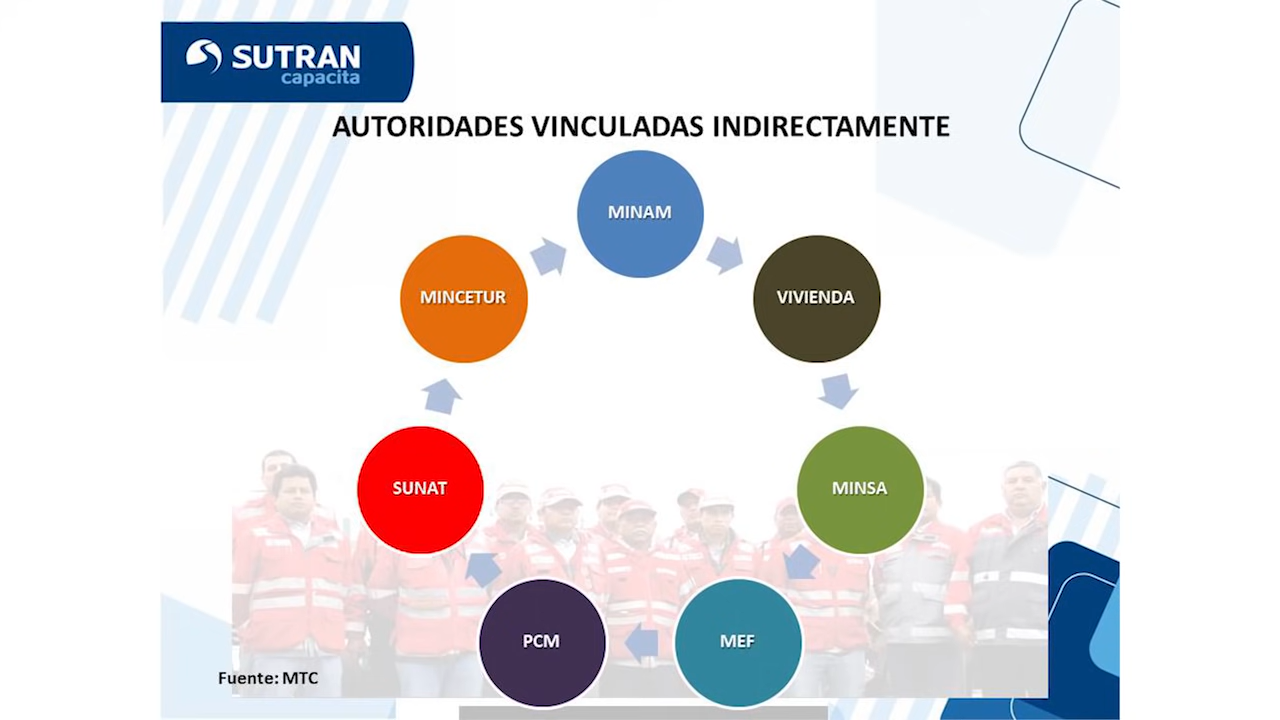 SUTRAN
capacita
AUTORIDADES VINCULADAS INDIRECTAMENTE
MINAM
MINCETUR
VIVIENDA
SUNAT
MINSA
PCM
MEF
Fuente: MTC